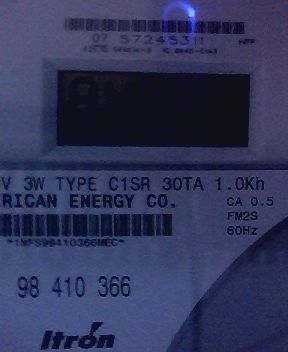 07 57245311
V 3W TYPE C1SR 30TA 1.0Kh
RICAN ENERGY CO.
CA 0.5
FM2S
60Hz
*1NFS98410366MEC*
98 410 366
Itrón